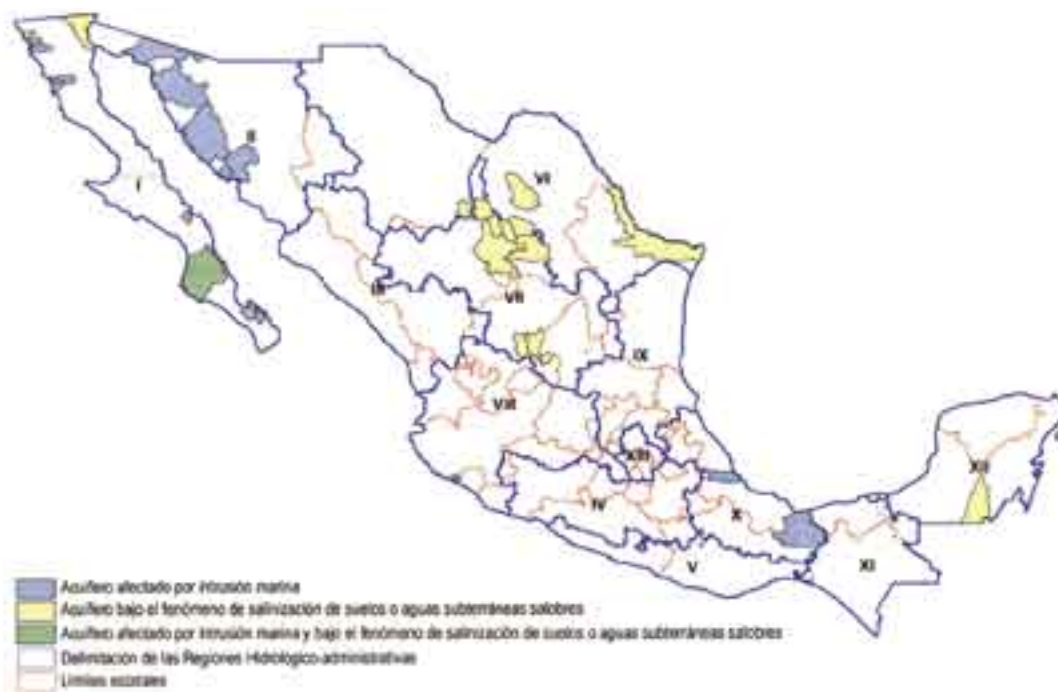 II
VI
I
III
VII
IX
VIII
XIII
XII
IV
X
V
XI
Acuífero afectado por intrusión marina
Acuífero bajo el fenómeno de salinización de suelos o aguas subterráneas salobres
Acuífero afectado por intrusión marina y bajo el fenómeno de salinización de suelos o aguas subterráneas salobres
Delimitación de las Regiones Hidrológico-administrativas
Límites estatales